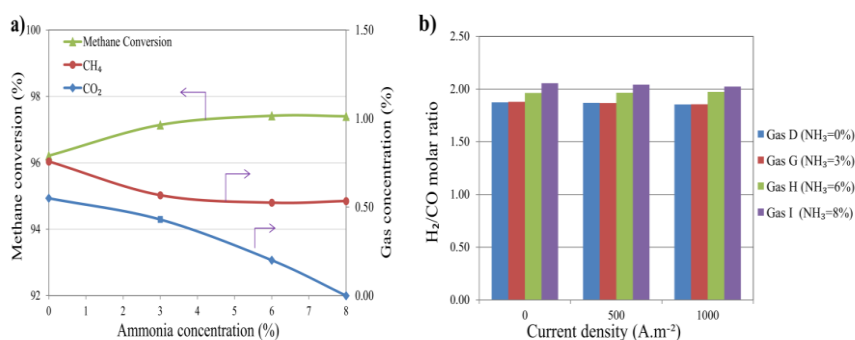 a)
Methane conversion (%)
100
98
96
94
92
Methane Conversion
CH₄
CO₂
1.50
1.00
0.50
0.00
Gas concentration (%)
0 1 2 3 4 5 6 7 8
Ammonia concentration (%)
b)
H₂/CO molar ratio
2.50
2.00
1.50
1.00
0.50
0.00
0 500 1000
Current density (A.m⁻²)
Gas D (NH₃=0%)
Gas G (NH₃=3%)
Gas H (NH₃=6%)
Gas I (NH₃=8%)